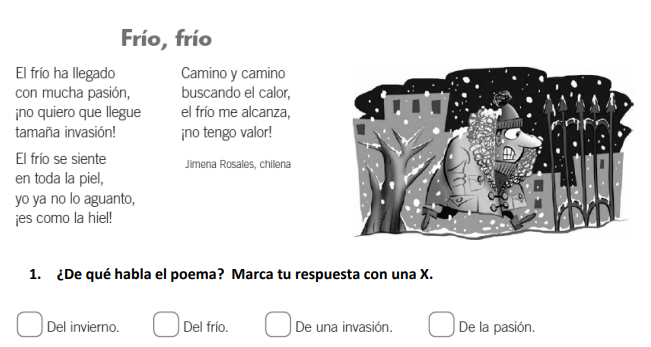 Frío, frío
El frío ha llegado
con mucha pasión,
¡no quiero que llegue
tamaña invasión!
El frío se siente
en toda la piel,
yo ya no lo aguanto,
¡es como la hiel!
Camino y camino
buscando el calor,
el frío me alcanza,
¡no tengo valor!
Jimena Rosales, chilena
1. ¿De qué habla el poema? Marca tu respuesta con una X.
Del invierno. Del frío. De una invasión. De la pasión.